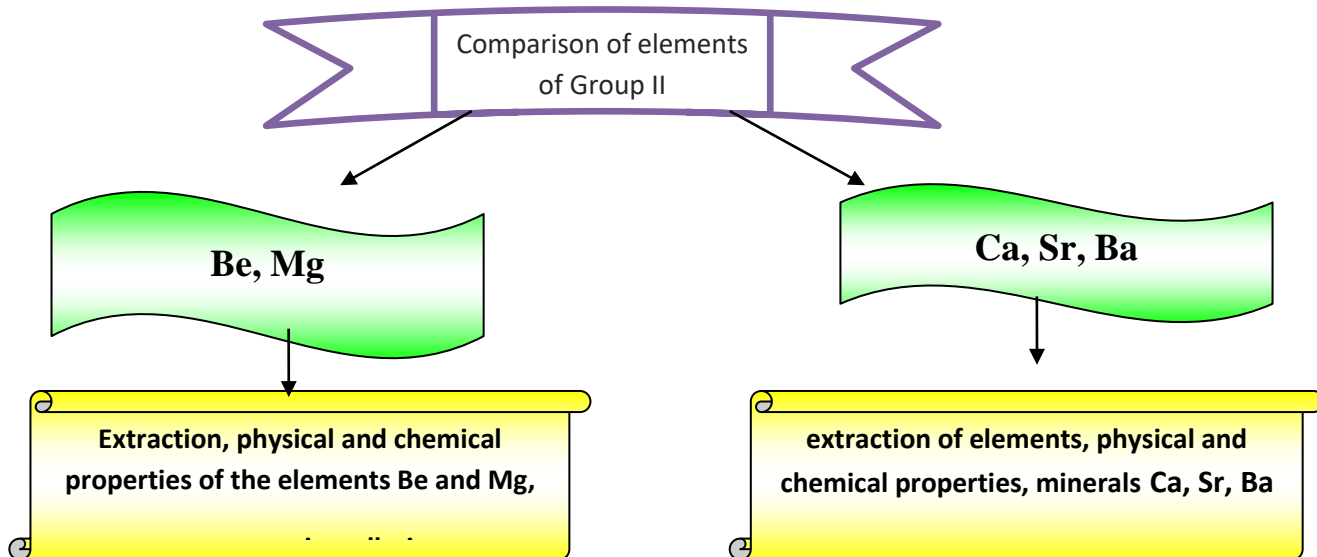 Comparison of elements
of Group II
Be, Mg
Ca, Sr, Ba
Extraction, physical and chemical
properties of the elements Be and Mg,
extraction of elements, physical and
chemical properties, minerals Ca, Sr, Ba